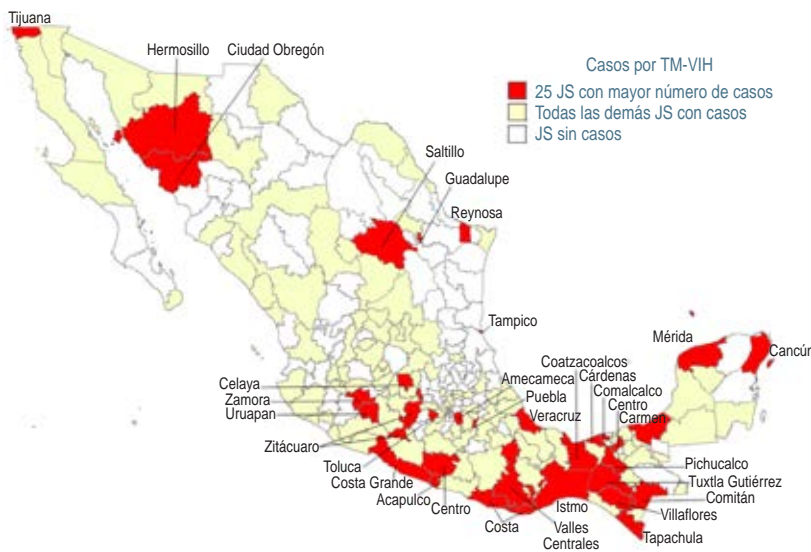 Tijuana
Hermosillo
Ciudad Obregón
Casos por TM-VIH
25 JS con mayor número de casos
Todas las demás JS con casos
JS sin casos
Saltillo
Guadalupe
Reynosa
Tampico
Mérida
Cancún
Coatzacoalcos
Cárdenas
Comalcalco
Centro
Carmen
Amecameca
Puebla
Veracruz
Celaya
Zamora
Uruapan
Zitácuaro
Toluca
Costa Grande
Acapulco
Centro
Costa
Istmo
Valles
Centrales
Pichucalco
Tuxtla Gutiérrez
Comitán
Villaflores
Tapachula